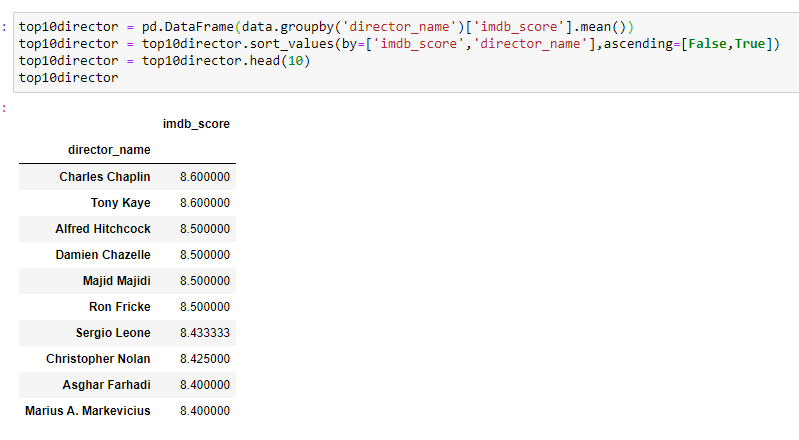 : top10director = pd.DataFrame(data.groupby('director_name')['imdb_score'].mean())
top10director = top10director.sort_values(by=['imdb_score','director_name'],ascending=[False,True])
top10director = top10director.head(10)
top10director
:
imdb_score
director_name
Charles Chaplin 8.600000
Tony Kaye 8.600000
Alfred Hitchcock 8.500000
Damien Chazelle 8.500000
Majid Majidi 8.500000
Ron Fricke 8.500000
Sergio Leone 8.433333
Christopher Nolan 8.425000
Asghar Farhadi 8.400000
Marius A. Markevicius 8.400000